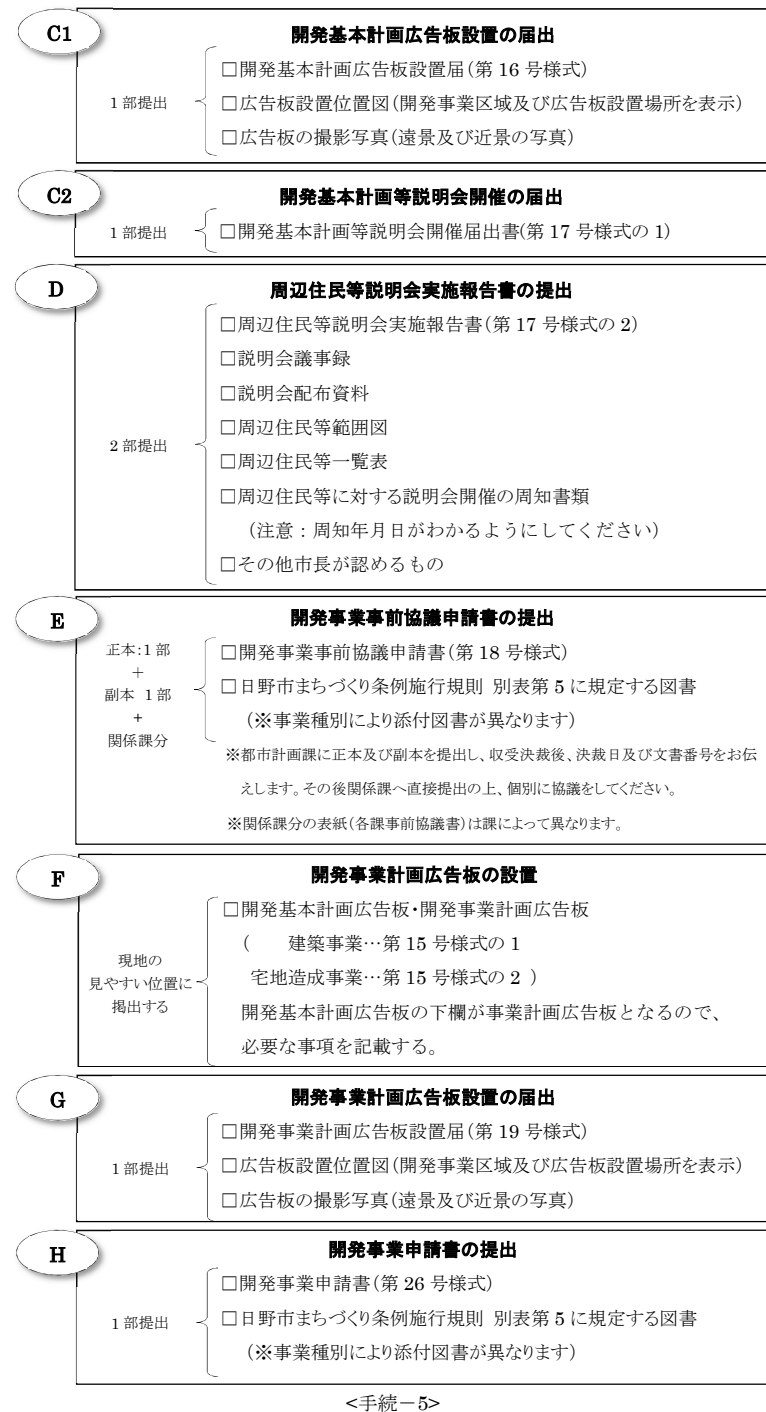 C1
開発基本計画広告板設置の届出
1部提出
□開発基本計画広告板設置届(第16号様式)
□広告板設置位置図(開発事業区域及び広告板設置場所を表示)
□広告板の撮影写真(遠景及び近景の写真)
C2
開発基本計画等説明会開催の届出
1部提出
□開発基本計画等説明会開催届出書(第17号様式の1)
D
周辺住民等説明会実施報告書の提出
2部提出
□周辺住民等説明会実施報告書(第17号様式の2)
□説明会議事録
□説明会配布資料
□周辺住民等範囲図
□周辺住民等一覧表
□周辺住民等に対する説明会開催の周知書類
(注意:周知年月日がわかるようにしてください)
□その他市長が認めるもの
E
開発事業事前協議申請書の提出
正本:1部
+
副本 1部
+
関係課分
□開発事業事前協議申請書(第18号様式)
□日野市まちづくり条例施行規則 別表第5に規定する図書
(※事業種別により添付図書が異なります)
※都市計画課に正本及び副本を提出し、収受決裁後、決裁日及び文書番号をお伝
えします。その後関係課へ直接提出の上、個別に協議をしてください。
※関係課分の表紙(各課事前協議書)は課によって異なります。
F
開発事業計画広告板の設置
現地の
見やすい位置に
掲出する
□開発基本計画広告板・開発事業計画広告板
( 建築事業…第15号様式の1
宅地造成事業…第15号様式の2 )
開発基本計画広告板の下欄が事業計画広告板となるので、
必要な事項を記載する。
G
開発事業計画広告板設置の届出
1部提出
□開発事業計画広告板設置届(第19号様式)
□広告板設置位置図(開発事業区域及び広告板設置場所を表示)
□広告板の撮影写真(遠景及び近景の写真)
H
開発事業申請書の提出
1部提出
□開発事業申請書(第26号様式)
□日野市まちづくり条例施行規則 別表第5に規定する図書
(※事業種別により添付図書が異なります)
<手続-5>